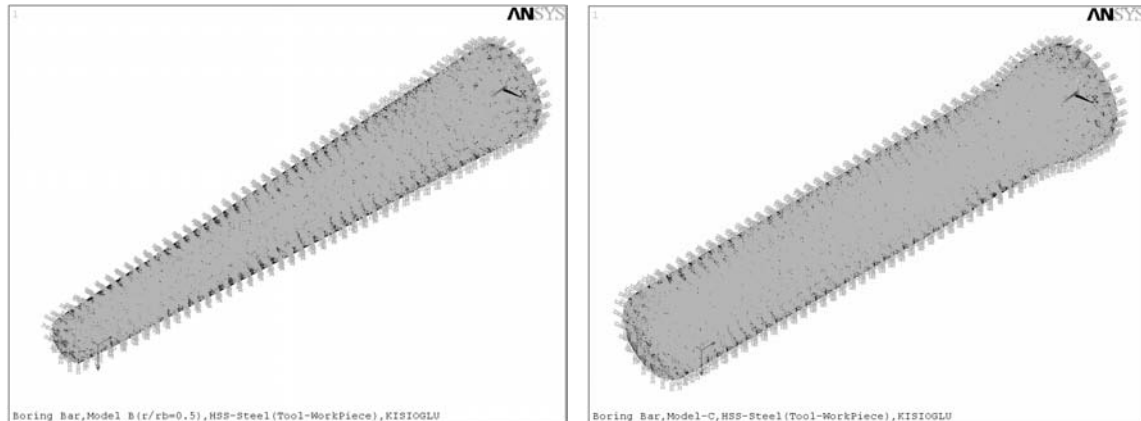 1
ANSYS
Boring Bar,Model B(r/rb=0.5),HSS-Steel(Tool-WorkPiece),KISIOGLU
1
ANSYS
Boring Bar,Model-C,HSS-Steel(Tool-WorkPiece),KISIOGLU